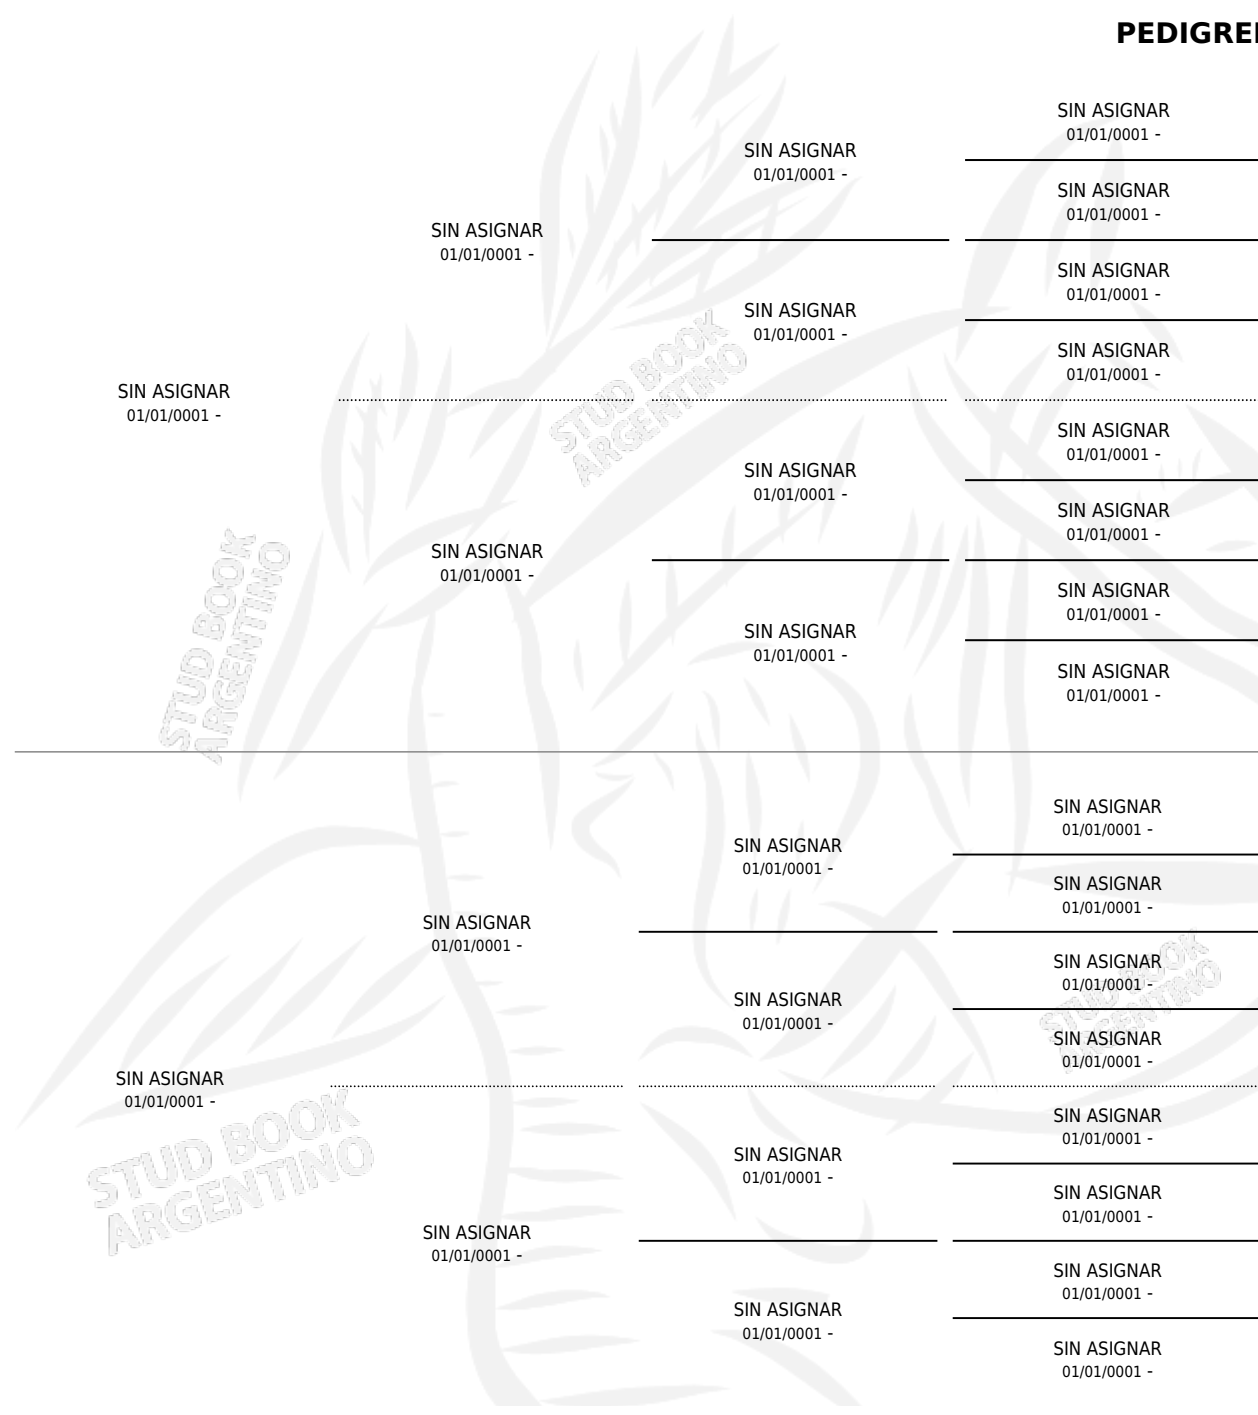 PEDIGREE
SIN ASIGNAR
01/01/0001 -
SIN ASIGNAR
01/01/0001 -
SIN ASIGNAR
01/01/0001 -
SIN ASIGNAR
01/01/0001 -
SIN ASIGNAR
01/01/0001 -
SIN ASIGNAR
01/01/0001 -
SIN ASIGNAR
01/01/0001 -
SIN ASIGNAR
01/01/0001 -
SIN ASIGNAR
01/01/0001 -
SIN ASIGNAR
01/01/0001 -
SIN ASIGNAR
01/01/0001 -
SIN ASIGNAR
01/01/0001 -
SIN ASIGNAR
01/01/0001 -
SIN ASIGNAR
01/01/0001 -
SIN ASIGNAR
01/01/0001 -
STUD BOOK
ARGENTINO
STUD BOOK
ARGENTINO
SIN ASIGNAR
01/01/0001 -
SIN ASIGNAR
01/01/0001 -
SIN ASIGNAR
01/01/0001 -
SIN ASIGNAR
01/01/0001 -
SIN ASIGNAR
01/01/0001 -
SIN ASIGNAR
01/01/0001 -
SIN ASIGNAR
01/01/0001 -
SIN ASIGNAR
01/01/0001 -
SIN ASIGNAR
01/01/0001 -
SIN ASIGNAR
01/01/0001 -
SIN ASIGNAR
01/01/0001 -
SIN ASIGNAR
01/01/0001 -
SIN ASIGNAR
01/01/0001 -
SIN ASIGNAR
01/01/0001 -
SIN ASIGNAR
01/01/0001 -
STUD BOOK
ARGENTINO
STUD BOOK
ARGENTINO